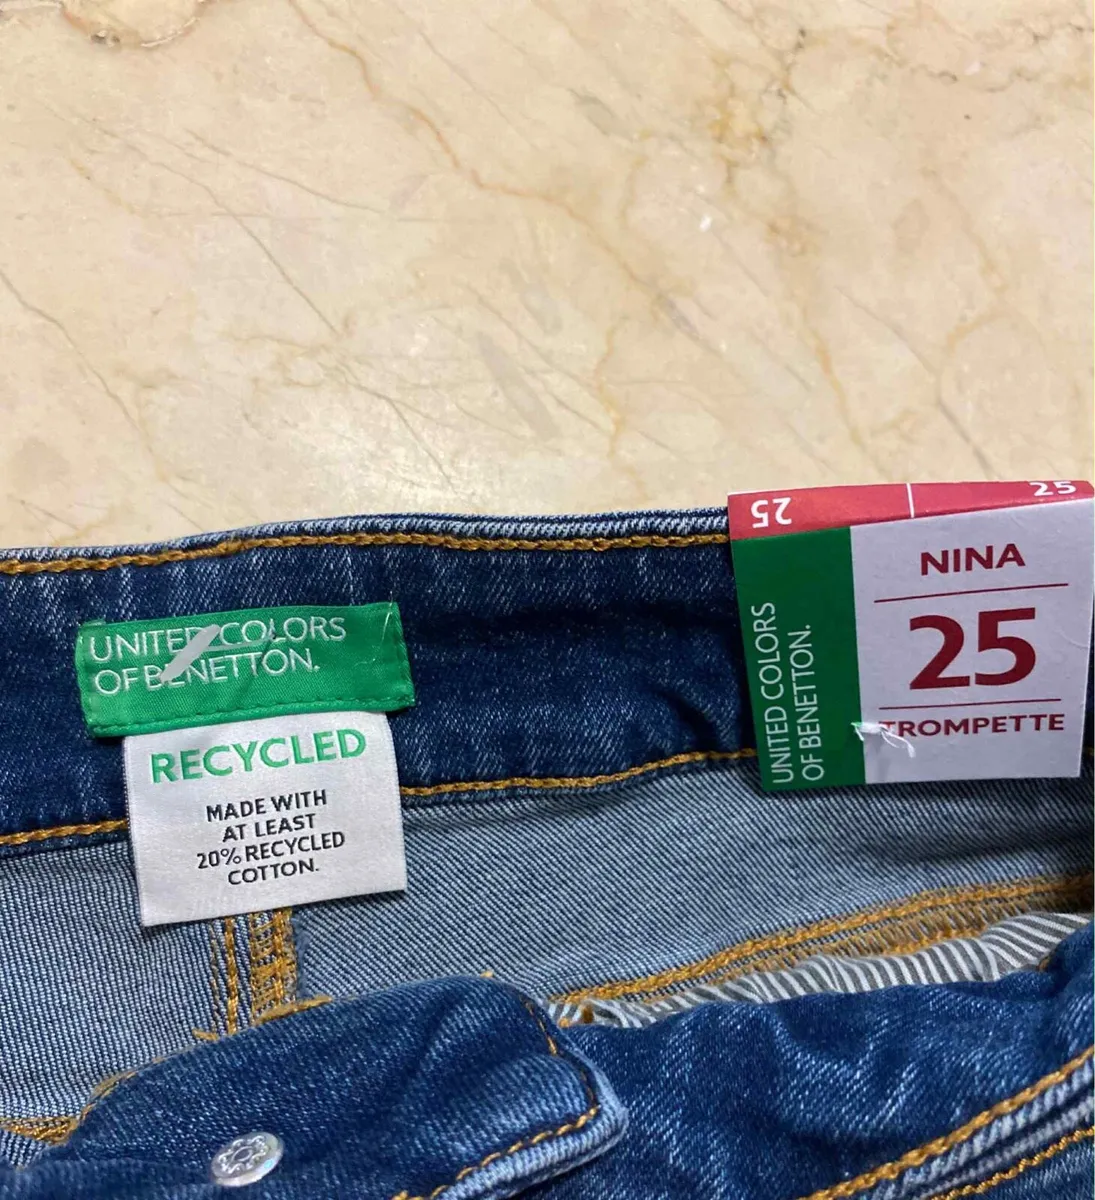 UNITED COLORS
OF BENETTON.
RECYCLED
MADE WITH
AT LEAST
20% RECYCLED
COTTON.
25
25
UNITED COLORS
OF BENETTON.
NINA
25
TROMPETTE